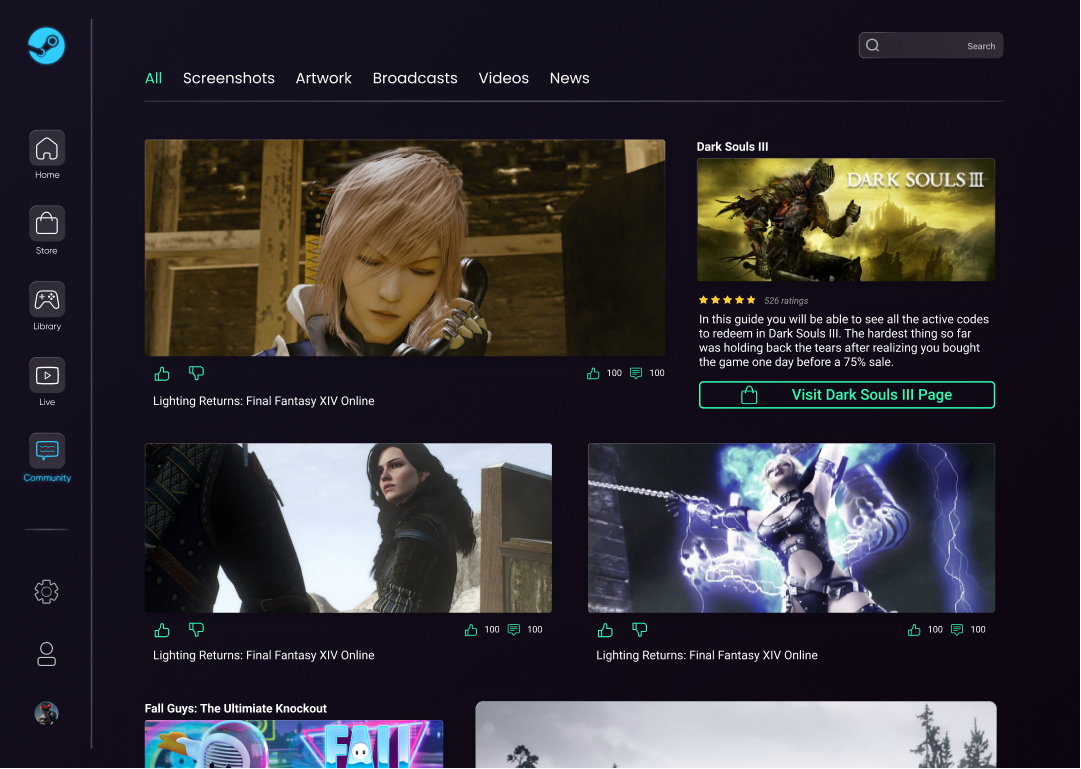 Search
All Screenshots Artwork Broadcasts Videos News
Home
Store
Library
Live
Community
Dark Souls III
DARK SOULS III
526 ratings
In this guide you will be able to see all the active codes
to redeem in Dark Souls III. The hardest thing so far
was holding back the tears after realizing you bought
the game one day before a 75% sale.
Visit Dark Souls III Page
100 100
Lighting Returns: Final Fantasy XIV Online
100 100
Lighting Returns: Final Fantasy XIV Online
100 100
Lighting Returns: Final Fantasy XIV Online
Fall Guys: The Ultimiate Knockout
FALL